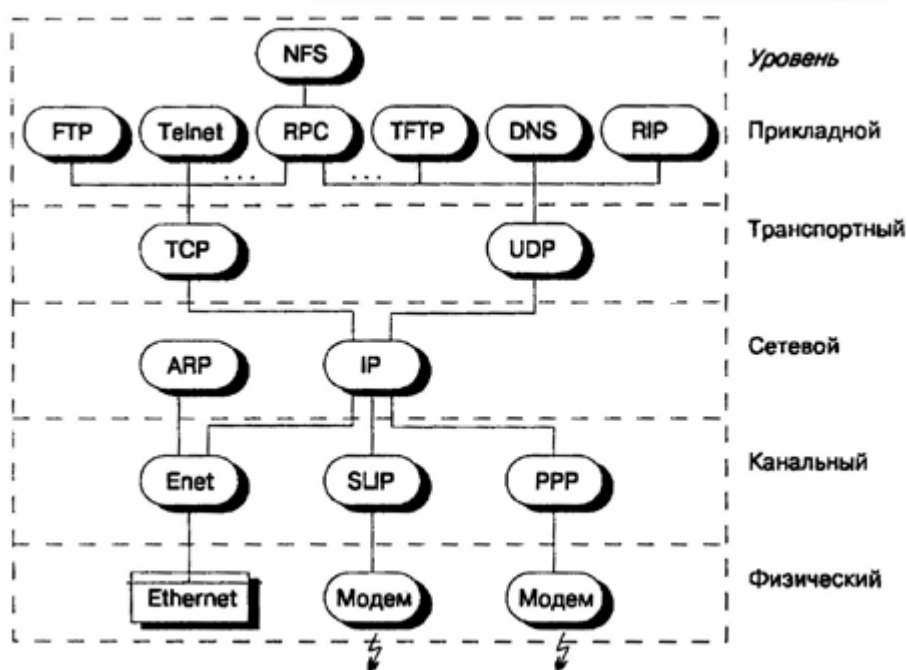 NFS
Уровень
FTP Telnet RPC TFTP DNS RIP
Прикладной
... ...
TCP UDP
Транспортный
ARP IP
Сетевой
Enet SLIP PPP
Канальный
Ethernet Модем Модем
Физический